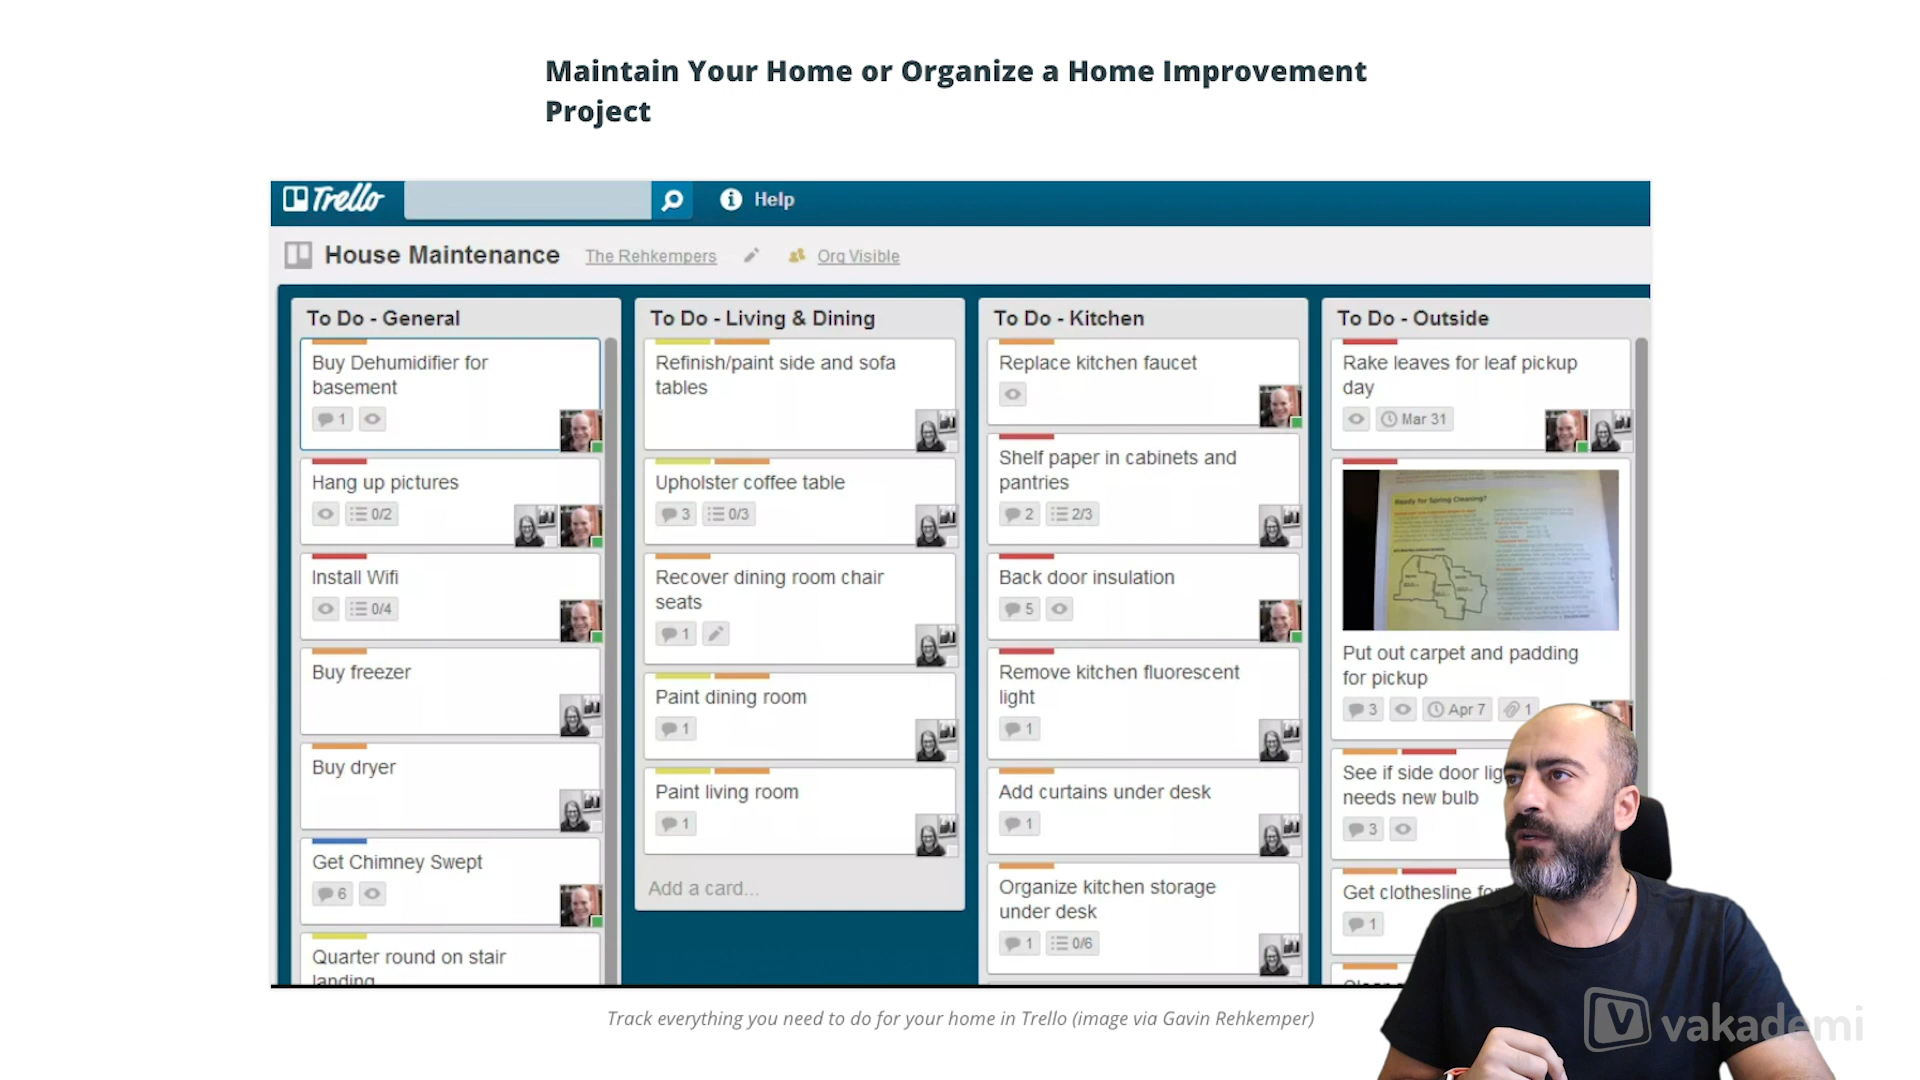 Maintain Your Home or Organize a Home Improvement
Project
Trello
Help
House Maintenance
The Rehkempers
Org Visible
To Do - General
Buy Dehumidifier for
basement
1
Hang up pictures
0/2
Install Wifi
0/4
Buy freezer
Buy dryer
Get Chimney Swept
6
Quarter round on stair
landing
To Do - Living & Dining
Refinish/paint side and sofa
tables
Upholster coffee table
3 0/3
Recover dining room chair
seats
1
Paint dining room
1
Paint living room
1
Add a card...
To Do - Kitchen
Replace kitchen faucet
Shelf paper in cabinets and
pantries
2 2/3
Back door insulation
5
Remove kitchen fluorescent
light
1
Add curtains under desk
1
Organize kitchen storage
under desk
1 0/6
To Do - Outside
Rake leaves for leaf pickup
day
Mar 31
Ready for Spring Cleaning?
Put out carpet and padding
for pickup
3 Apr 7 1
See if side door lig
needs new bulb
3
Get clothesline fo
1
Track everything you need to do for your home in Trello (image via Gavin Rehkemper)
vakademi